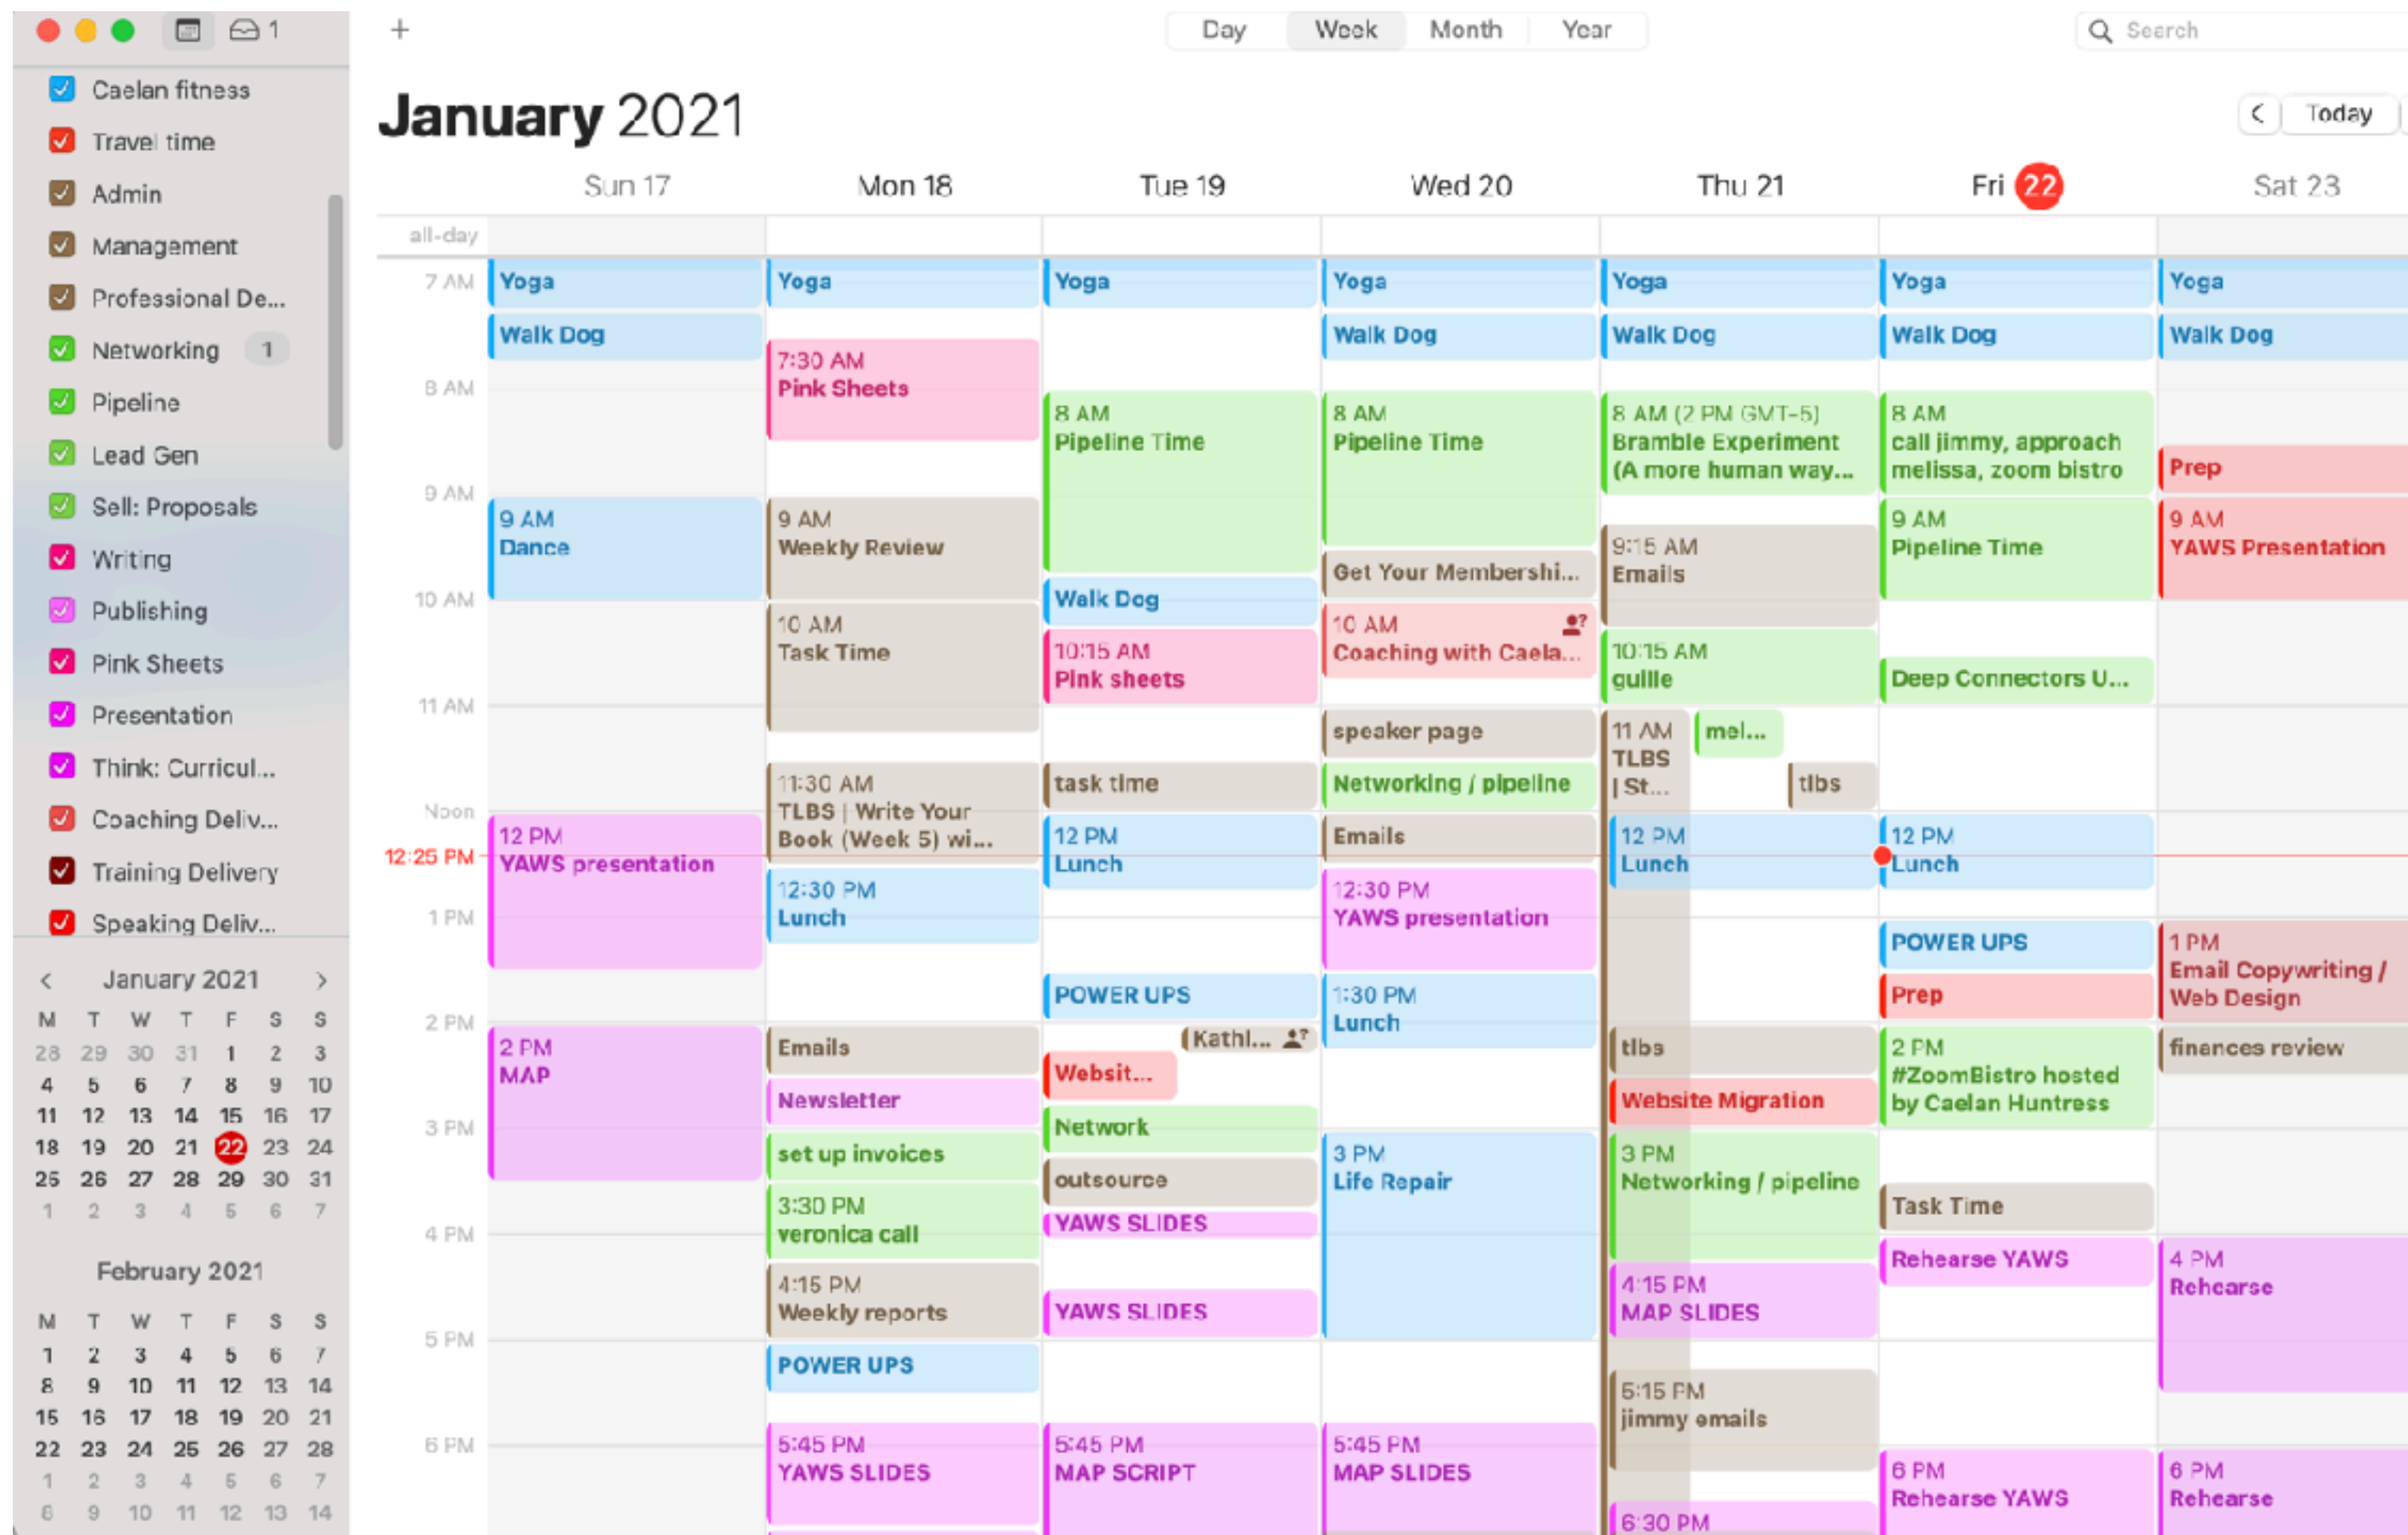 1
+
Day Week Month Year
Search
Caelan fitness
Travel time
Admin
Management
Professional De...
Networking 1
Pipeline
Lead Gen
Sell: Proposals
Writing
Publishing
Pink Sheets
Presentation
Think: Curricul...
Coaching Deliv...
Training Delivery
Speaking Deliv...
< January 2021 >
M T W T F S S
28 29 30 31 1 2 3
4 5 6 7 8 9 10
11 12 13 14 15 16 17
18 19 20 21 22 23 24
25 26 27 28 29 30 31
1 2 3 4 5 6 7
February 2021
M T W T F S S
1 2 3 4 5 6 7
8 9 10 11 12 13 14
15 16 17 18 19 20 21
22 23 24 25 26 27 28
1 2 3 4 5 6 7
8 9 10 11 12 13 14
January 2021
< Today
Sun 17 Mon 18 Tue 19 Wed 20 Thu 21 Fri 22 Sat 23
all-day
7 AM
8 AM
9 AM
10 AM
11 AM
Noon
12:25 PM
1 PM
2 PM
3 PM
4 PM
5 PM
6 PM
Yoga
Walk Dog
9 AM
Dance
12 PM
YAWS presentation
2 PM
MAP
Yoga
7:30 AM
Pink Sheets
9 AM
Weekly Review
10 AM
Task Time
11:30 AM
TLBS | Write Your
Book (Week 5) wi...
12:30 PM
Lunch
Emails
Newsletter
set up invoices
3:30 PM
veronica call
4:15 PM
Weekly reports
POWER UPS
5:45 PM
YAWS SLIDES
Yoga
8 AM
Pipeline Time
Walk Dog
10:15 AM
Pink sheets
task time
12 PM
Lunch
POWER UPS
Kathl...
Websit...
Network
outsource
YAWS SLIDES
YAWS SLIDES
5:45 PM
MAP SCRIPT
Yoga
Walk Dog
8 AM
Pipeline Time
Get Your Membershi...
10 AM
Coaching with Caela...
speaker page
Networking / pipeline
Emails
12:30 PM
YAWS presentation
1:30 PM
Lunch
3 PM
Life Repair
5:45 PM
MAP SLIDES
Yoga
Walk Dog
8 AM (2 PM GMT-5)
Bramble Experiment
(A more human way...
9:15 AM
Emails
10:15 AM
guille
11 AM
TLBS
| St...
mel...
tlbs
12 PM
Lunch
tlbs
Website Migration
3 PM
Networking / pipeline
4:15 PM
MAP SLIDES
5:15 PM
jimmy emails
6:30 PM
Yoga
Walk Dog
8 AM
call jimmy, approach
melissa, zoom bistro
9 AM
Pipeline Time
Deep Connectors U...
12 PM
Lunch
POWER UPS
Prep
2 PM
#ZoomBistro hosted
by Caelan Huntress
Task Time
Rehearse YAWS
6 PM
Rehearse YAWS
Yoga
Walk Dog
Prep
9 AM
YAWS Presentation
1 PM
Email Copywriting /
Web Design
finances review
4 PM
Rehearse
6 PM
Rehearse